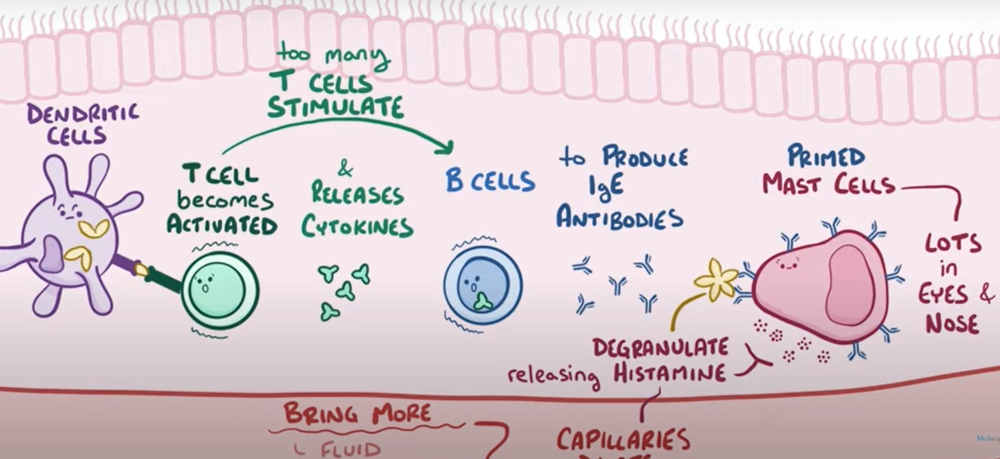 too many
T CELLS
STIMULATE
DENDRITIC
CELLS
T CELL
becomes
ACTIVATED
&
RELEASES
CYTOKINES
B CELLS
to PRODUCE
IgE
ANTIBODIES
PRIMED
MAST CELLS
LOTS
in
EYES &
NOSE
DEGRANULATE
releasing HISTAMINE
BRING MORE
FLUID
CAPILLARIES